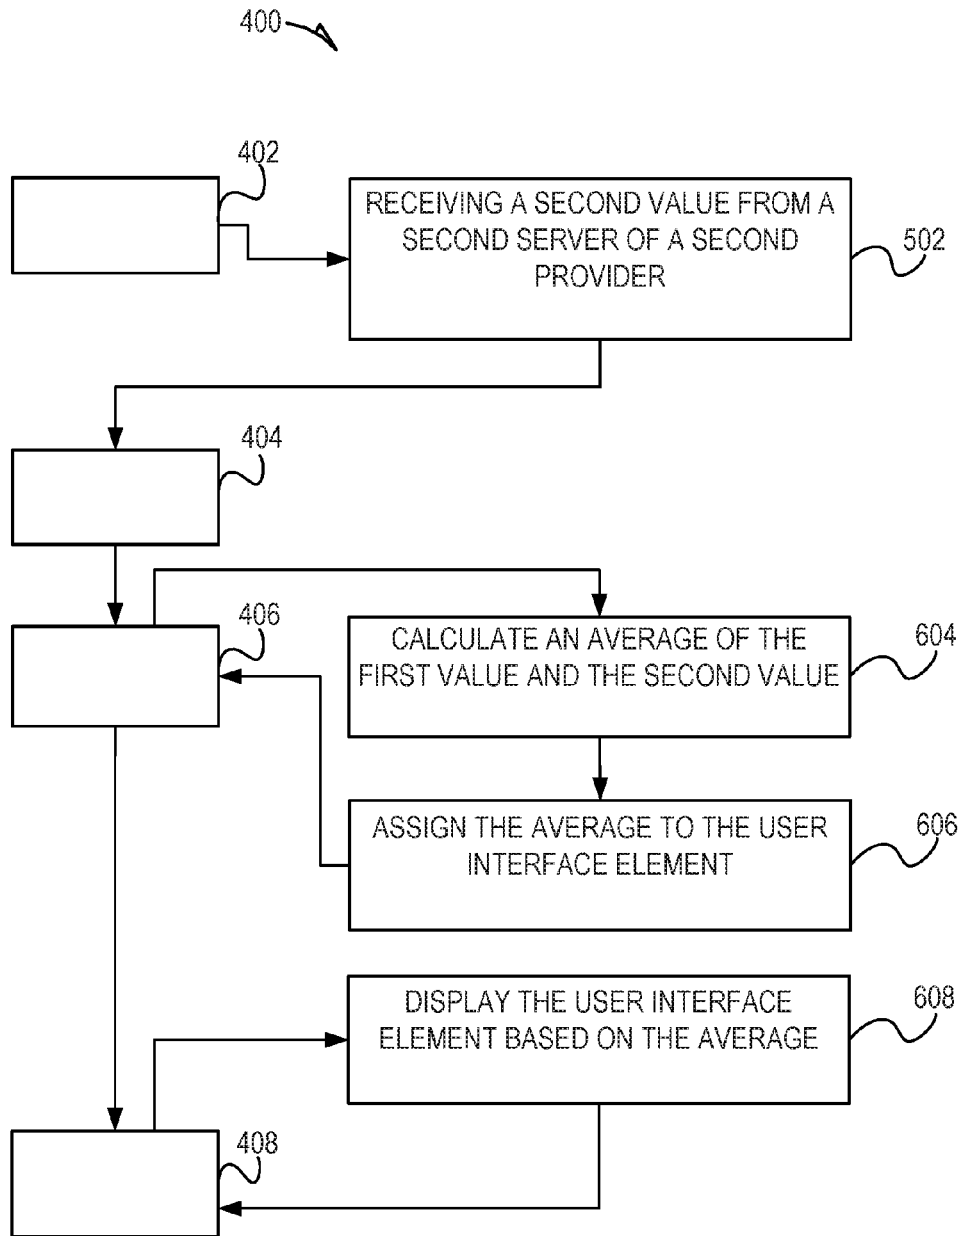 400
402
RECEIVING A SECOND VALUE FROM A
SECOND SERVER OF A SECOND
PROVIDER
502
404
406
CALCULATE AN AVERAGE OF THE
FIRST VALUE AND THE SECOND VALUE
604
ASSIGN THE AVERAGE TO THE USER
INTERFACE ELEMENT
606
DISPLAY THE USER INTERFACE
ELEMENT BASED ON THE AVERAGE
608
408